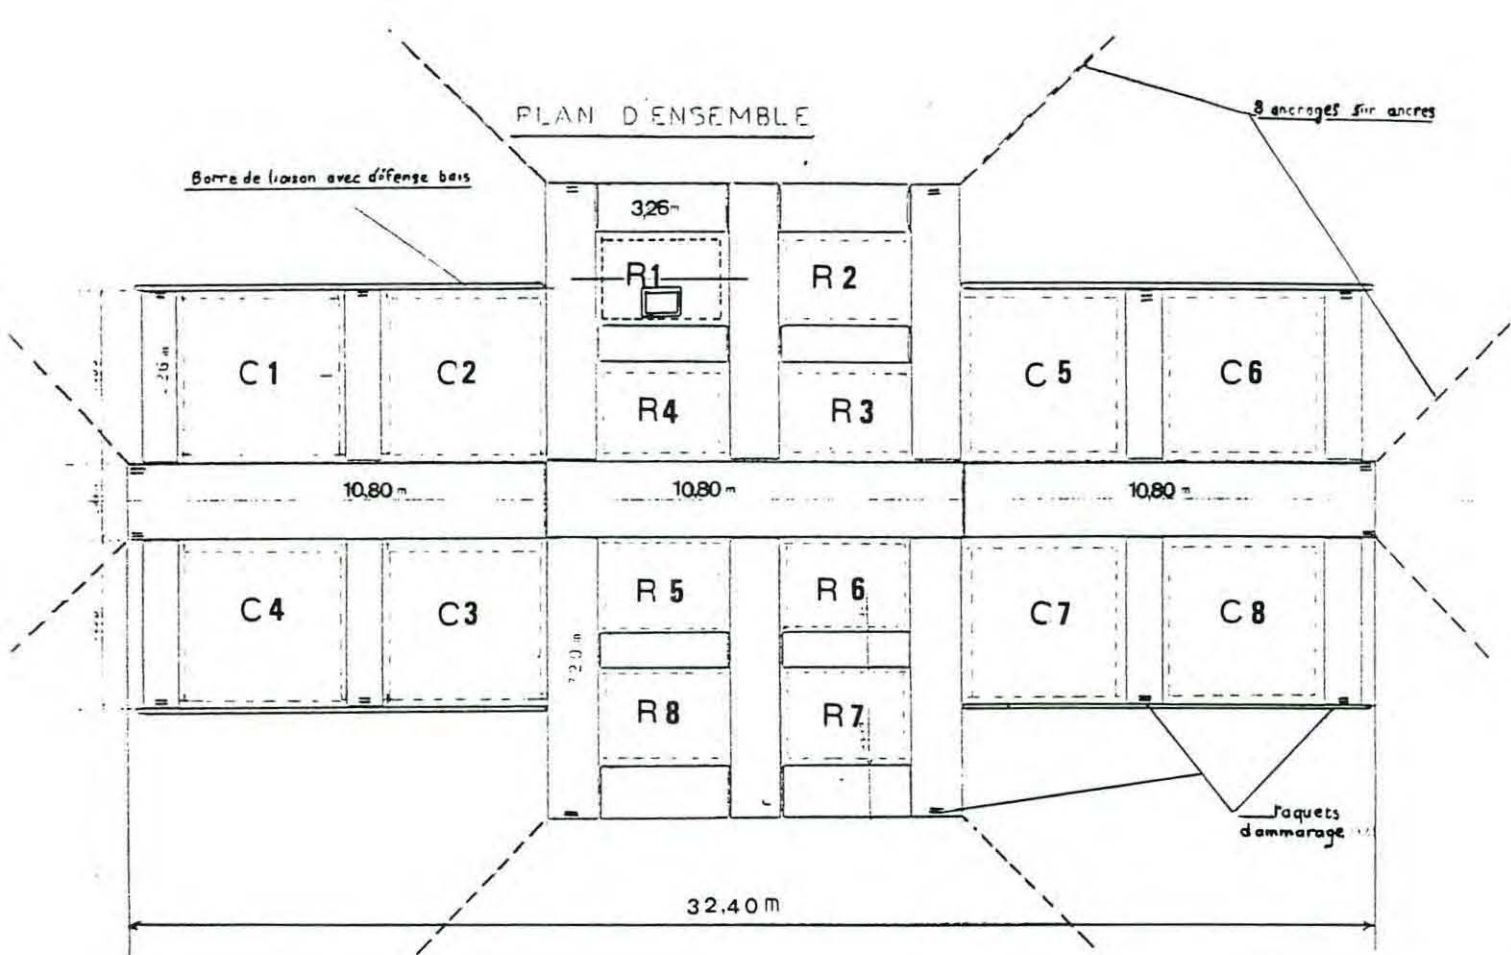 PLAN D'ENSEMBLE
8 ancrages sur ancres
Barre de liaison avec défense bois
3,26 m
R1
R2
C1
C2
C5
C6
R4
R3
10,80 m
10,80 m
10,80 m
C4
C3
R5
R6
C7
C8
R8
R7
Taquets
d'ammarage
32,40 m